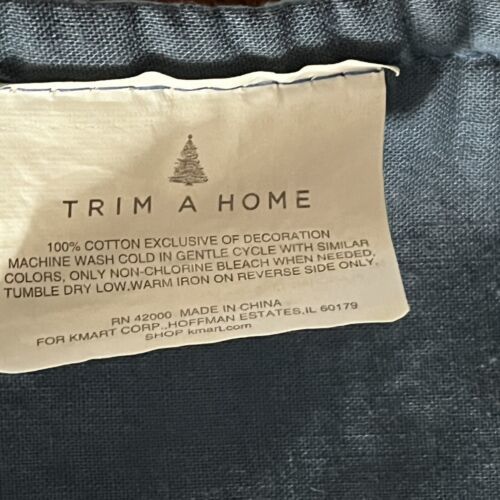 TRIM A HOME
100% COTTON EXCLUSIVE OF DECORATION
MACHINE WASH COLD IN GENTLE CYCLE WITH SIMILAR
COLORS, ONLY NON-CHLORINE BLEACH WHEN NEEDED,
TUMBLE DRY LOW,WARM IRON ON REVERSE SIDE ONLY.
RN 42000 MADE IN CHINA
FOR KMART CORP.,HOFFMAN ESTATES,IL 60179
SHOP kmart.com